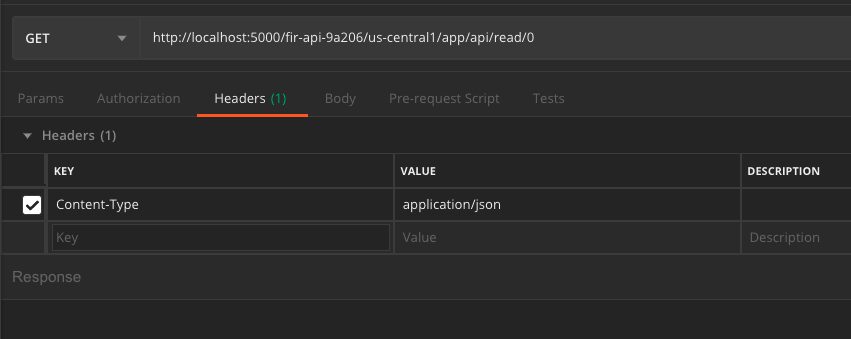 GET http://localhost:5000/fir-api-9a206/us-central1/app/api/read/0
Params Authorization Headers (1) Body Pre-request Script Tests
Headers (1)
KEY VALUE DESCRIPTION
Content-Type application/json
Key Value Description
Response